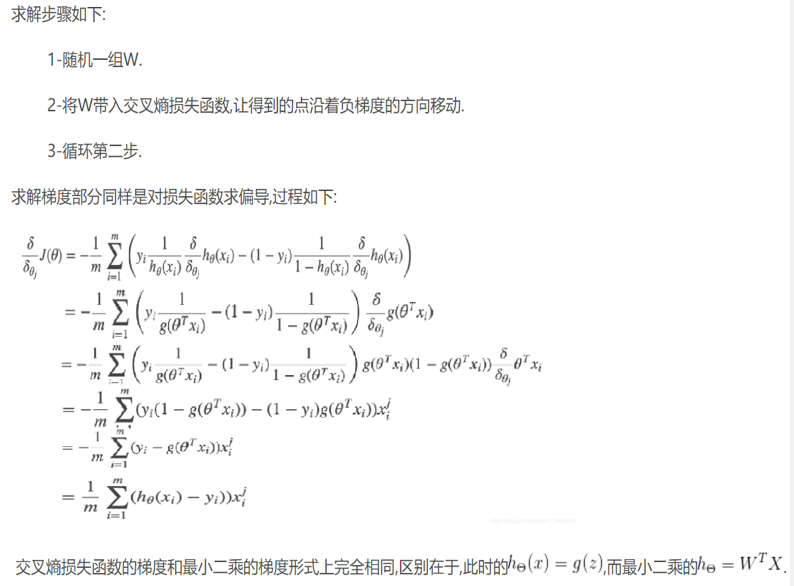 求解步骤如下:
1-随机一组W.
2-将W带入交叉熵损失函数,让得到的点沿着负梯度的方向移动.
3-循环第二步.
求解梯度部分同样是对损失函数求偏导,过程如下:
\frac{\delta}{\delta_{\theta_j}} J(\theta) = -\frac{1}{m} \sum_{i=1}^{m} \left( y_i \frac{1}{h_\theta(x_i)} \frac{\delta}{\delta_{\theta_j}} h_\theta(x_i) - (1-y_i) \frac{1}{1-h_\theta(x_i)} \frac{\delta}{\delta_{\theta_j}} h_\theta(x_i) \right)
= -\frac{1}{m} \sum_{i=1}^{m} \left( y_i \frac{1}{g(\theta^T x_i)} - (1-y_i) \frac{1}{1-g(\theta^T x_i)} \right) \frac{\delta}{\delta_{\theta_j}} g(\theta^T x_i)
= -\frac{1}{m} \sum_{i=1}^{m} \left( y_i \frac{1}{g(\theta^T x_i)} - (1-y_i) \frac{1}{1-g(\theta^T x_i)} \right) g(\theta^T x_i)(1-g(\theta^T x_i)) \frac{\delta}{\delta_{\theta_j}} \theta^T x_i
= -\frac{1}{m} \sum_{i=1}^{m} (y_i(1-g(\theta^T x_i)) - (1-y_i)g(\theta^T x_i)) x_i^j
= -\frac{1}{m} \sum_{i=1}^{m} (y_i - g(\theta^T x_i)) x_i^j
= \frac{1}{m} \sum_{i=1}^{m} (h_\theta(x_i) - y_i)) x_i^j
交叉熵损失函数的梯度和最小二乘的梯度形式上完全相同,区别在于,此时的h_Θ(x) = g(z),而最小二乘的h_Θ = W^T X.